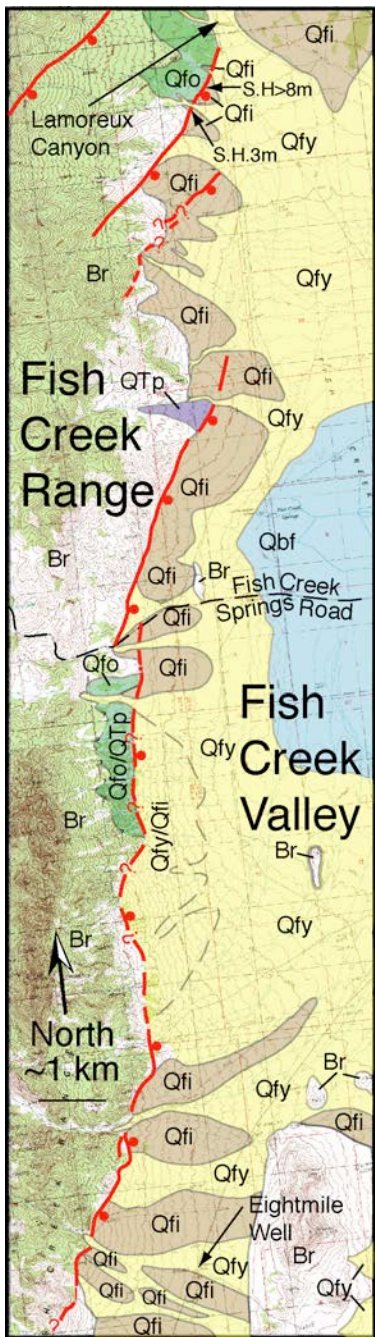 Qfi
Qfi
Qfo
S.H>8m
Qfi
Lamoreux
Canyon
S.H.3m
Qfy
Qfi
?
?
Br
Qfy
Qfi
Fish
Creek
Range
QTp
Qfi
Qfy
Qfi
Qbf
Br
Br
Qfi
Fish Creek
Springs Road
Qfi
Qfo
Qfi
Qfo/QTp
?
?
Qfy
Fish
Creek
Valley
Qfy/Qfi
Br
Br
?
?
Qfy
Br
North
~1 km
Br
Qfi
Qfy
Qfi
Qfi
Qfy
Qfi
Eightmile
Well
Br
Qfi
Qfy
Qfi
Qfi
Qfy
?
Qfi